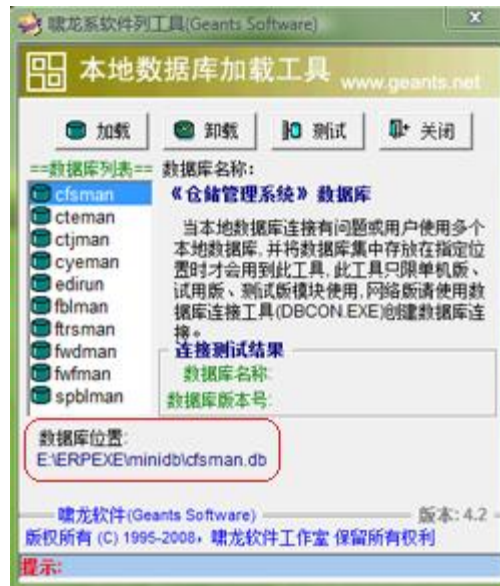 啸龙系软件列工具(Geants Software)
本地数据库加载工具 www.geants.net
加载 卸载 测试 关闭
==数据库列表==
cfsman
cteman
ctjman
cyeman
edirun
fblman
ftrsman
fwdman
fwfman
spblman
数据库名称:
《仓储管理系统》数据库
当本地数据库连接有问题或用户使用多个
本地数据库,并将数据库集中存放在指定位
置时才会用到此工具,此工具只限单机版、
试用版、测试版模块使用,网络版请使用数
据库连接工具(DBCON.EXE)创建数据库连
接。
连接测试结果
数据库名称:
数据库版本号:
数据库位置:
E:\ERPEXE\minidb\cfsman.db
啸龙软件(Geants Software) 版本:4.2
版权所有 (C) 1995-2008,啸龙软件工作室 保留所有权利
提示: